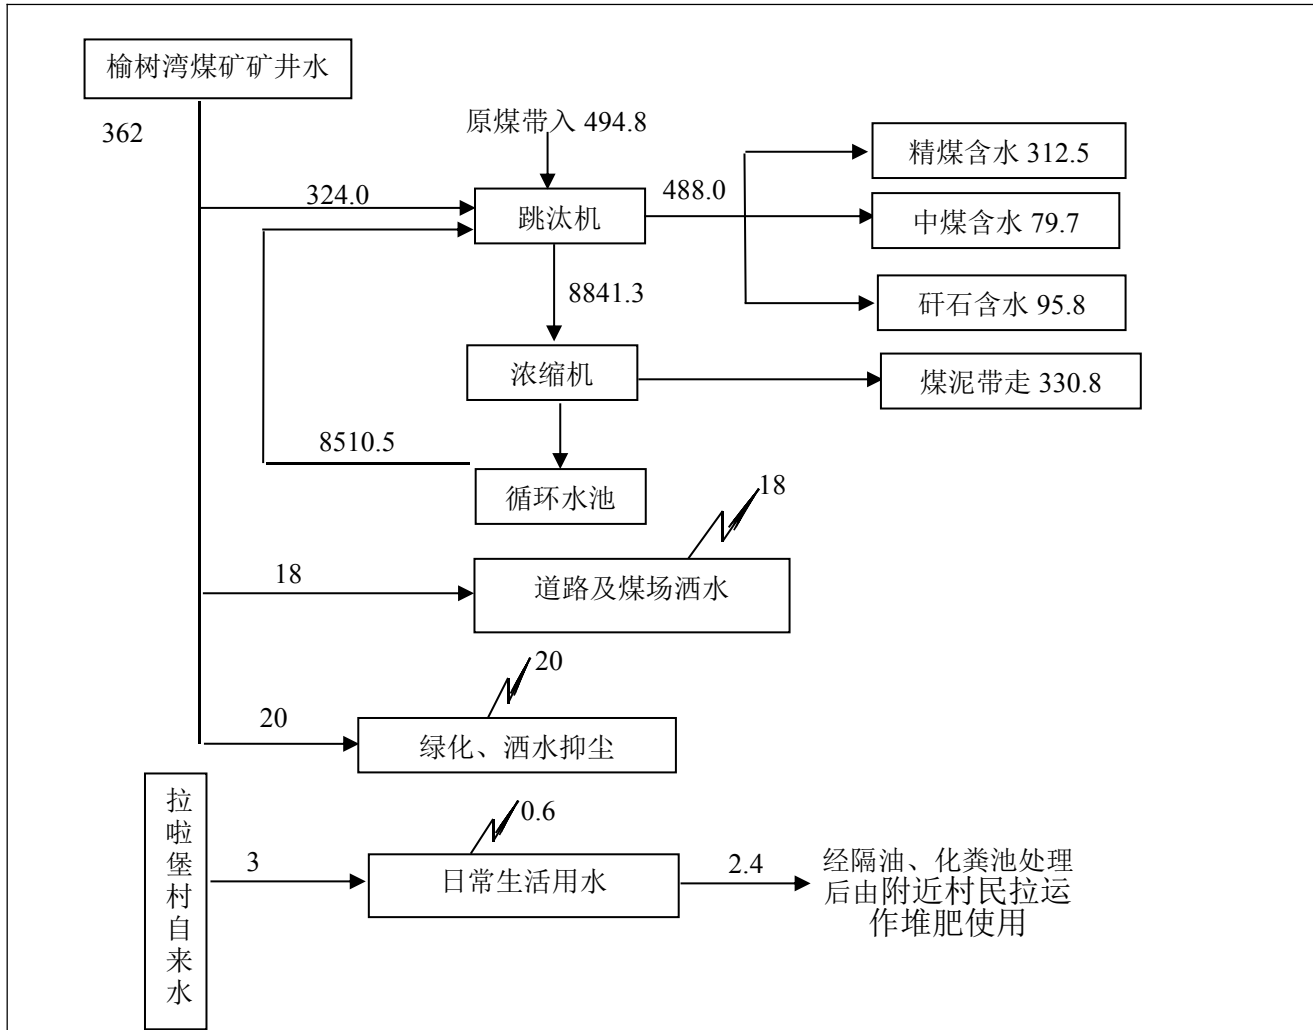 榆树湾煤矿矿井水
362
原煤带入 494.8
324.0
跳汰机
488.0
精煤含水 312.5
中煤含水 79.7
矸石含水 95.8
8841.3
浓缩机
煤泥带走 330.8
8510.5
循环水池
18
18
道路及煤场洒水
20
20
绿化、洒水抑尘
拉啦堡村自来水
3
0.6
日常生活用水
2.4
经隔油、化粪池处理
后由附近村民拉运
作堆肥使用